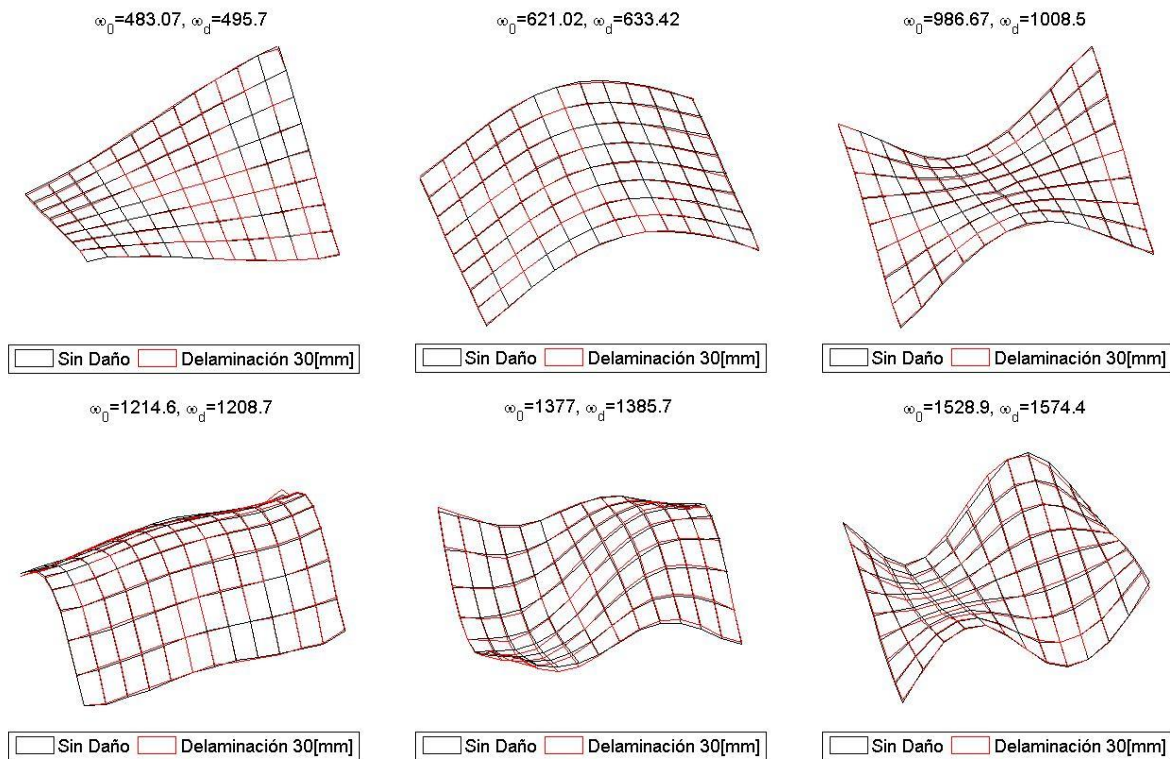 ω0=483.07, ωd=495.7
ω0=621.02, ωd=633.42
ω0=986.67, ωd=1008.5
Sin Daño Delaminación 30[mm]
Sin Daño Delaminación 30[mm]
Sin Daño Delaminación 30[mm]
ω0=1214.6, ωd=1208.7
ω0=1377, ωd=1385.7
ω0=1528.9, ωd=1574.4
Sin Daño Delaminación 30[mm]
Sin Daño Delaminación 30[mm]
Sin Daño Delaminación 30[mm]